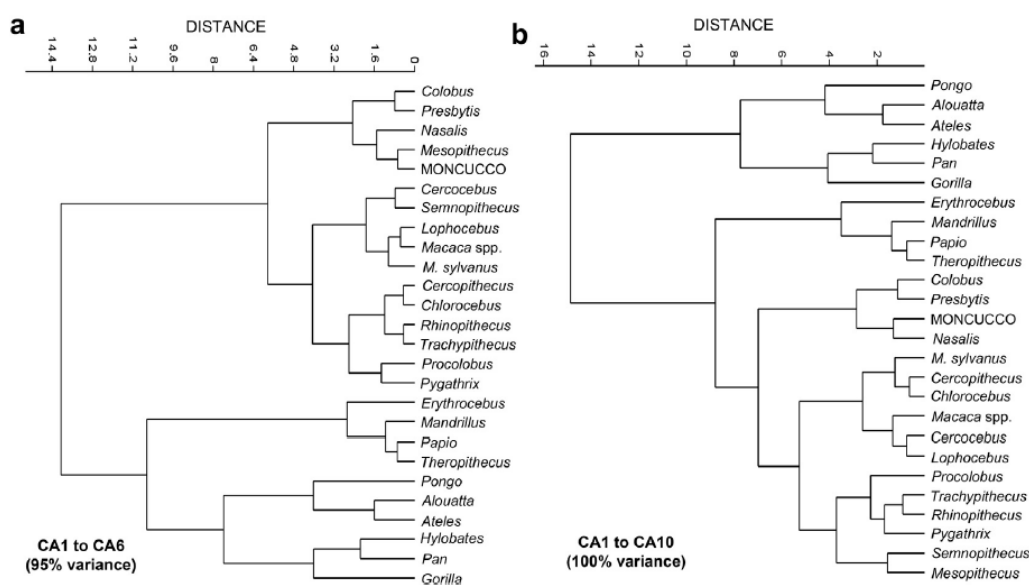 a
DISTANCE
14.4 12.8 11.2 9.6 8 6.4 4.8 3.2 1.6 0
Colobus
Presbytis
Nasalis
Mesopithecus
MONCUCCO
Cercocebus
Semnopithecus
Lophocebus
Macaca spp.
M. sylvanus
Cercopithecus
Chlorocebus
Rhinopithecus
Trachypithecus
Procolobus
Pygathrix
Erythrocebus
Mandrillus
Papio
Theropithecus
Pongo
Alouatta
Ateles
Hylobates
Pan
Gorilla
CA1 to CA6
(95% variance)
b
DISTANCE
16 14 12 10 8 6 4 2
Pongo
Alouatta
Ateles
Hylobates
Pan
Gorilla
Erythrocebus
Mandrillus
Papio
Theropithecus
Colobus
Presbytis
MONCUCCO
Nasalis
M. sylvanus
Cercopithecus
Chlorocebus
Macaca spp.
Cercocebus
Lophocebus
Procolobus
Trachypithecus
Rhinopithecus
Pygathrix
Semnopithecus
Mesopithecus
CA1 to CA10
(100% variance)